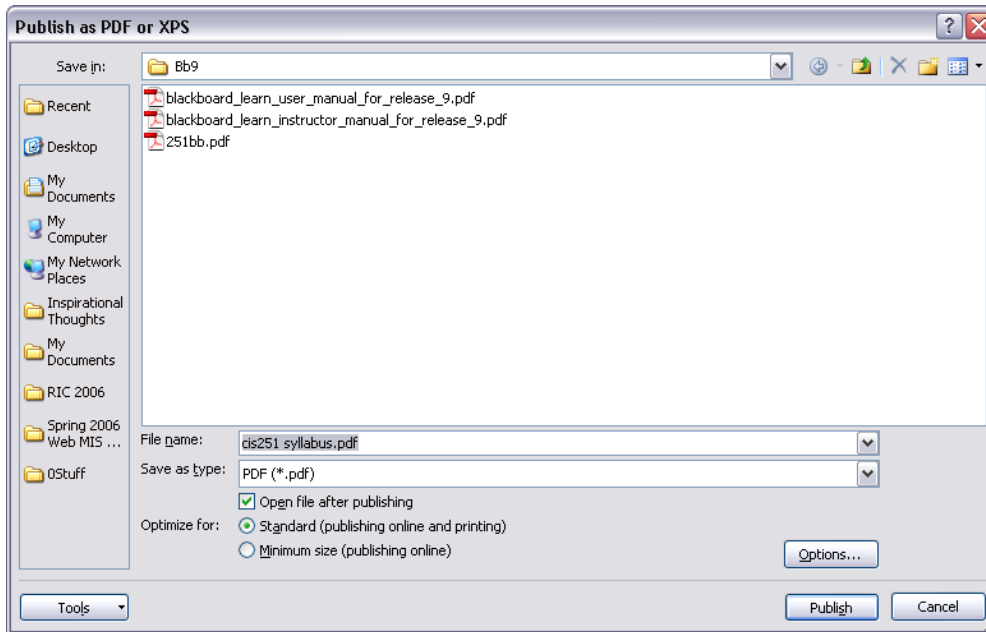 Publish as PDF or XPS
Save in:
Bb9
Recent
Desktop
My
Documents
My
Computer
My Network
Places
Inspirational
Thoughts
My
Documents
RIC 2006
Spring 2006
Web MIS ...
0Stuff
blackboard_learn_user_manual_for_release_9.pdf
blackboard_learn_instructor_manual_for_release_9.pdf
251bb.pdf
File name:
cis251 syllabus.pdf
Save as type:
PDF (*.pdf)
Open file after publishing
Optimize for:
Standard (publishing online and printing)
Minimum size (publishing online)
Options...
Tools
Publish
Cancel